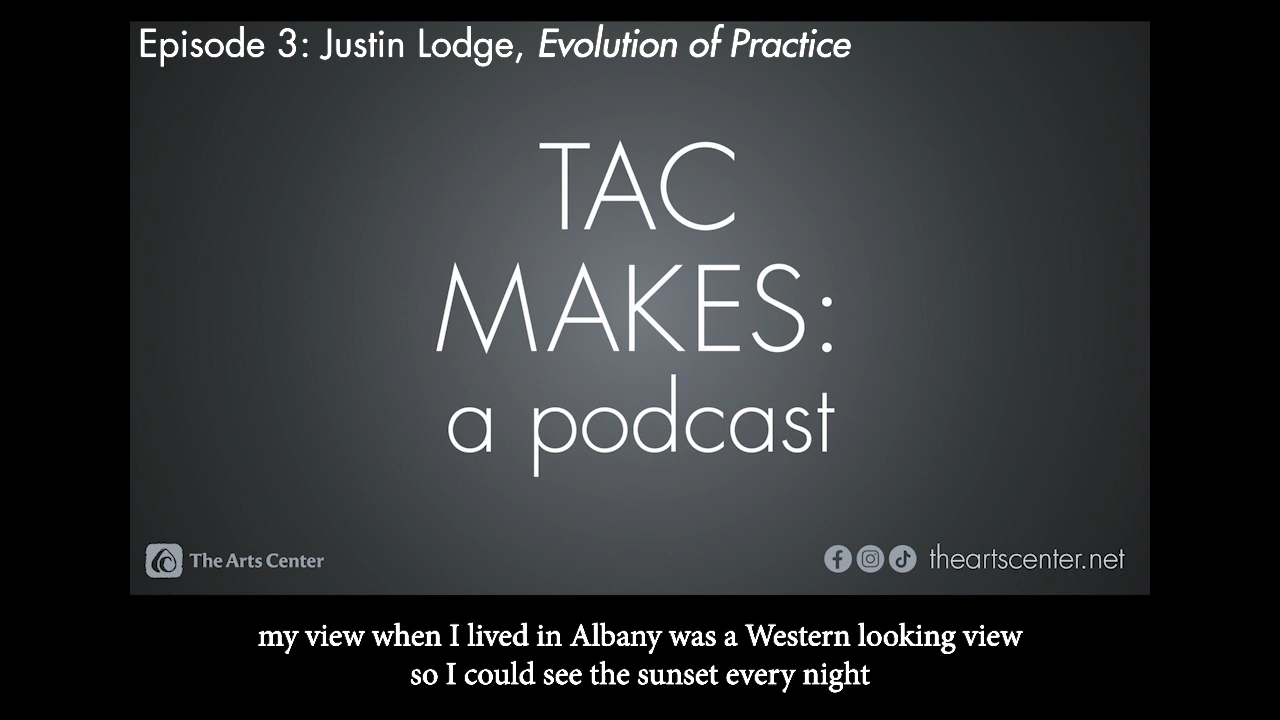 Episode 3: Justin Lodge, Evolution of Practice
TAC
MAKES:
a podcast
The Arts Center
theartscenter.net
my view when I lived in Albany was a Western looking view
so I could see the sunset every night